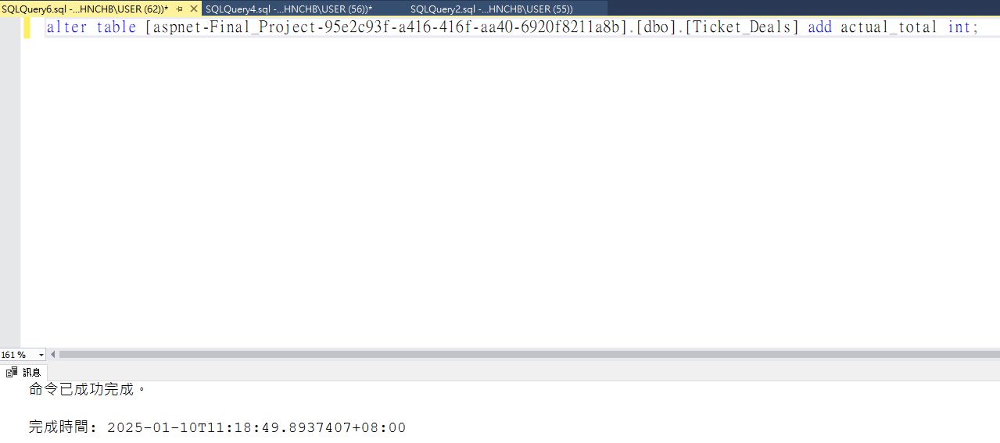 SQLQuery6.sql -...HNCHB\USER (62))* SQLQuery4.sql -...HNCHB\USER (56))* SQLQuery2.sql -...HNCHB\USER (55))
alter table [aspnet-Final_Project-95e2c93f-a416-416f-aa40-6920f8211a8b].[dbo].[Ticket_Deals] add actual_total int;
161 %
訊息
命令已成功完成。
完成時間: 2025-01-10T11:18:49.8937407+08:00